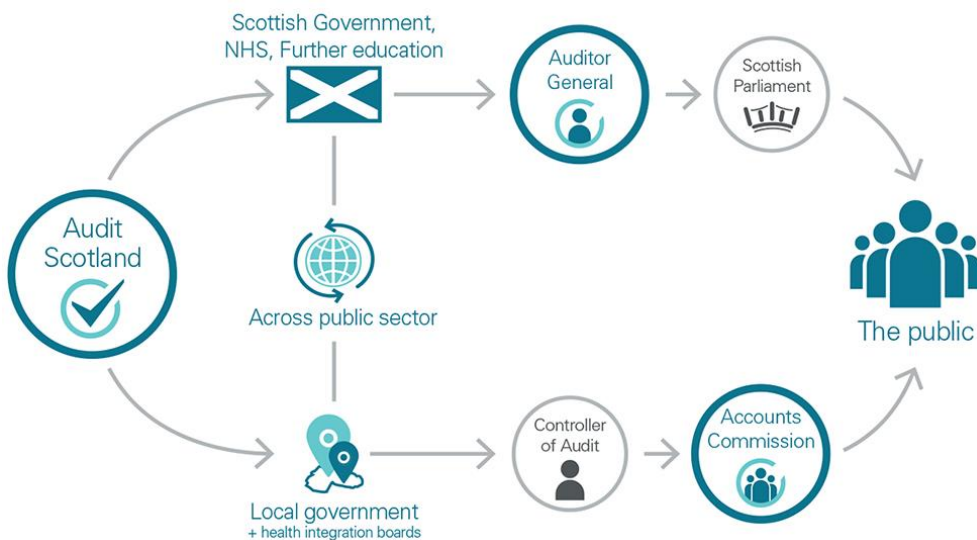 Scottish Government,
NHS, Further education
Auditor
General
Scottish
Parliament
Audit
Scotland
Across public sector
The public
Controller
of Audit
Accounts
Commission
Local government
+ health integration boards